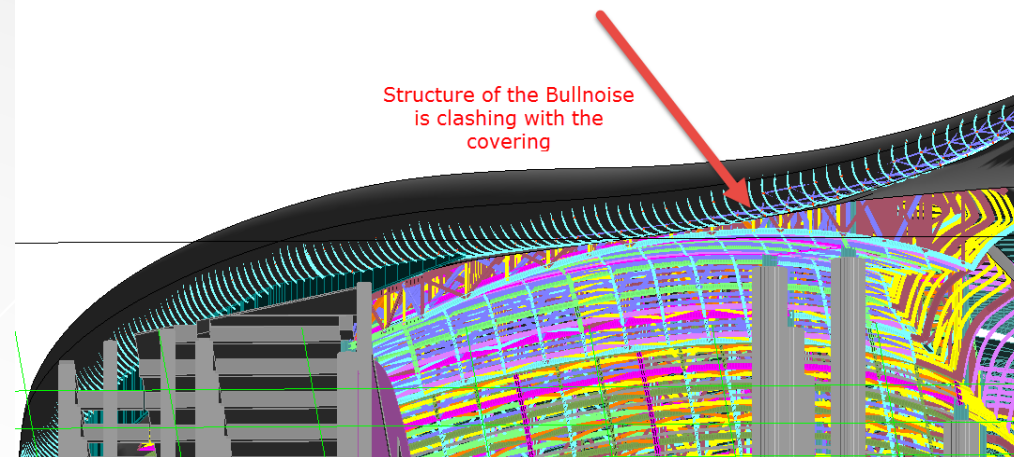 Structure of the Bullnoise
is clashing with the
covering